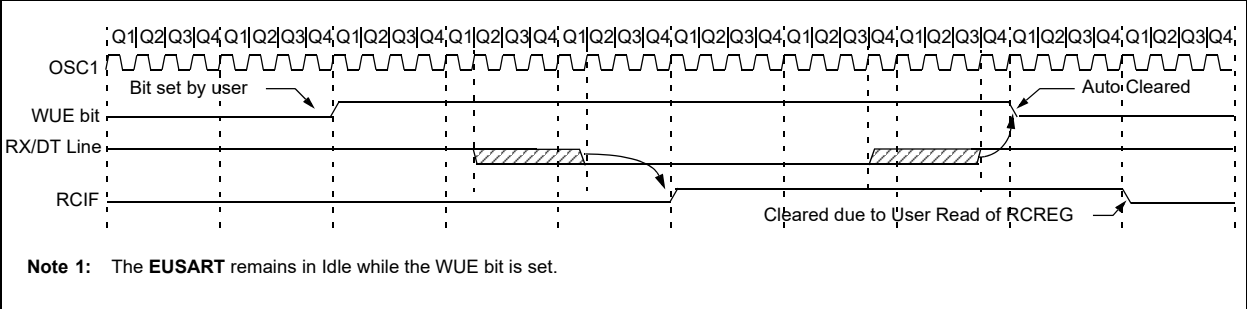 Q1 Q2 Q3 Q4 Q1 Q2 Q3 Q4 Q1 Q2 Q3 Q4 Q1 Q2 Q3 Q4 Q1 Q2 Q3 Q4 Q1 Q2 Q3 Q4 Q1 Q2 Q3 Q4 Q1 Q2 Q3 Q4 Q1 Q2 Q3 Q4 Q1 Q2 Q3 Q4
OSC1
Bit set by user
Auto Cleared
WUE bit
RX/DT Line
RCIF
Cleared due to User Read of RCREG
Note 1: The EUSART remains in Idle while the WUE bit is set.